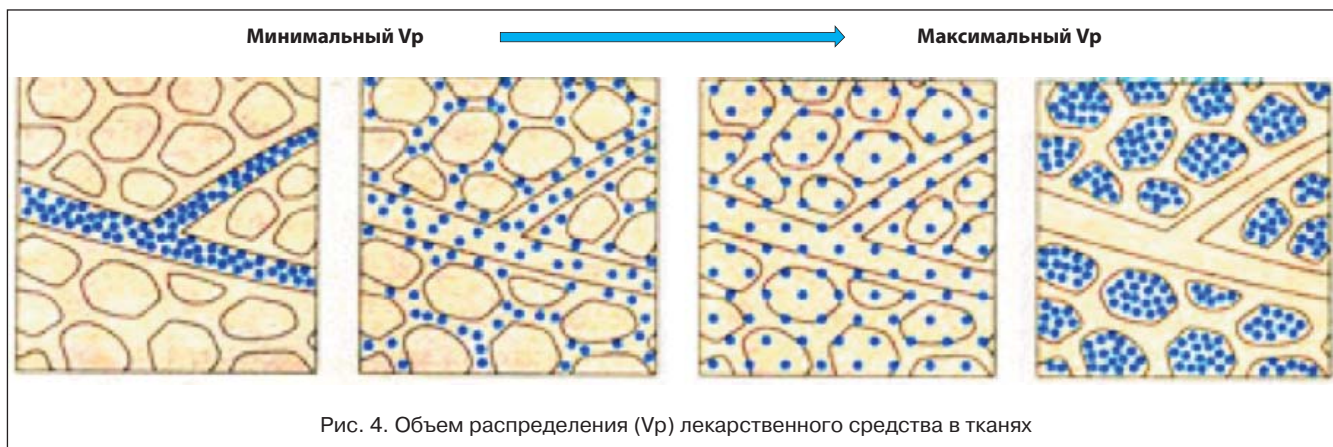 Минимальный Vр Максимальный Vр
Рис. 4. Объем распределения (Vр) лекарственного средства в тканях